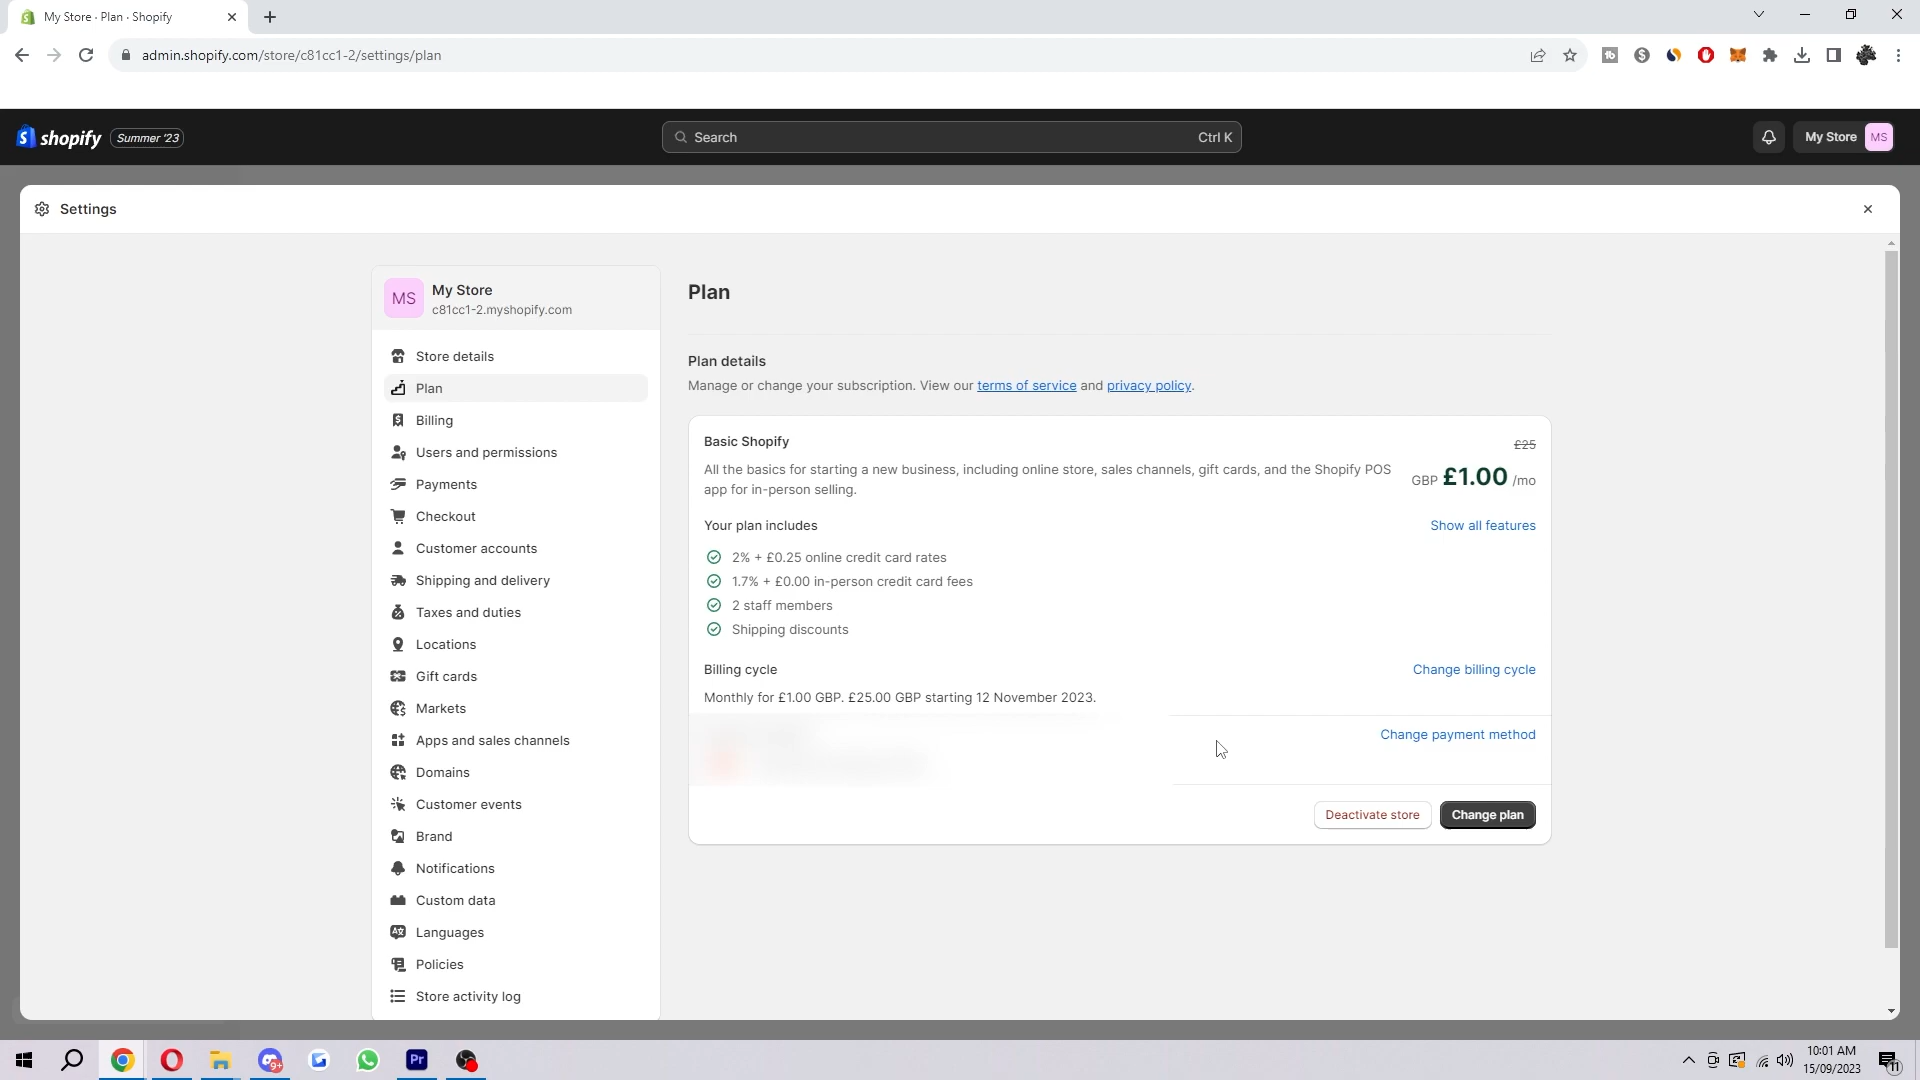 My Store · Plan · Shopify
admin.shopify.com/store/c81cc1-2/settings/plan
shopify
Summer '23
Search
Ctrl K
My Store
MS
Settings
MS
My Store
c81cc1-2.myshopify.com
Store details
Plan
Billing
Users and permissions
Payments
Checkout
Customer accounts
Shipping and delivery
Taxes and duties
Locations
Gift cards
Markets
Apps and sales channels
Domains
Customer events
Brand
Notifications
Custom data
Languages
Policies
Store activity log
Plan
Plan details
Manage or change your subscription. View our terms of service and privacy policy.
Basic Shopify
£25
All the basics for starting a new business, including online store, sales channels, gift cards, and the Shopify POS
app for in-person selling.
GBP £1.00 /mo
Your plan includes
Show all features
2% + £0.25 online credit card rates
1.7% + £0.00 in-person credit card fees
2 staff members
Shipping discounts
Billing cycle
Change billing cycle
Monthly for £1.00 GBP. £25.00 GBP starting 12 November 2023.
Change payment method
Deactivate store
Change plan
9+
Pr
10:01 AM
15/09/2023
11